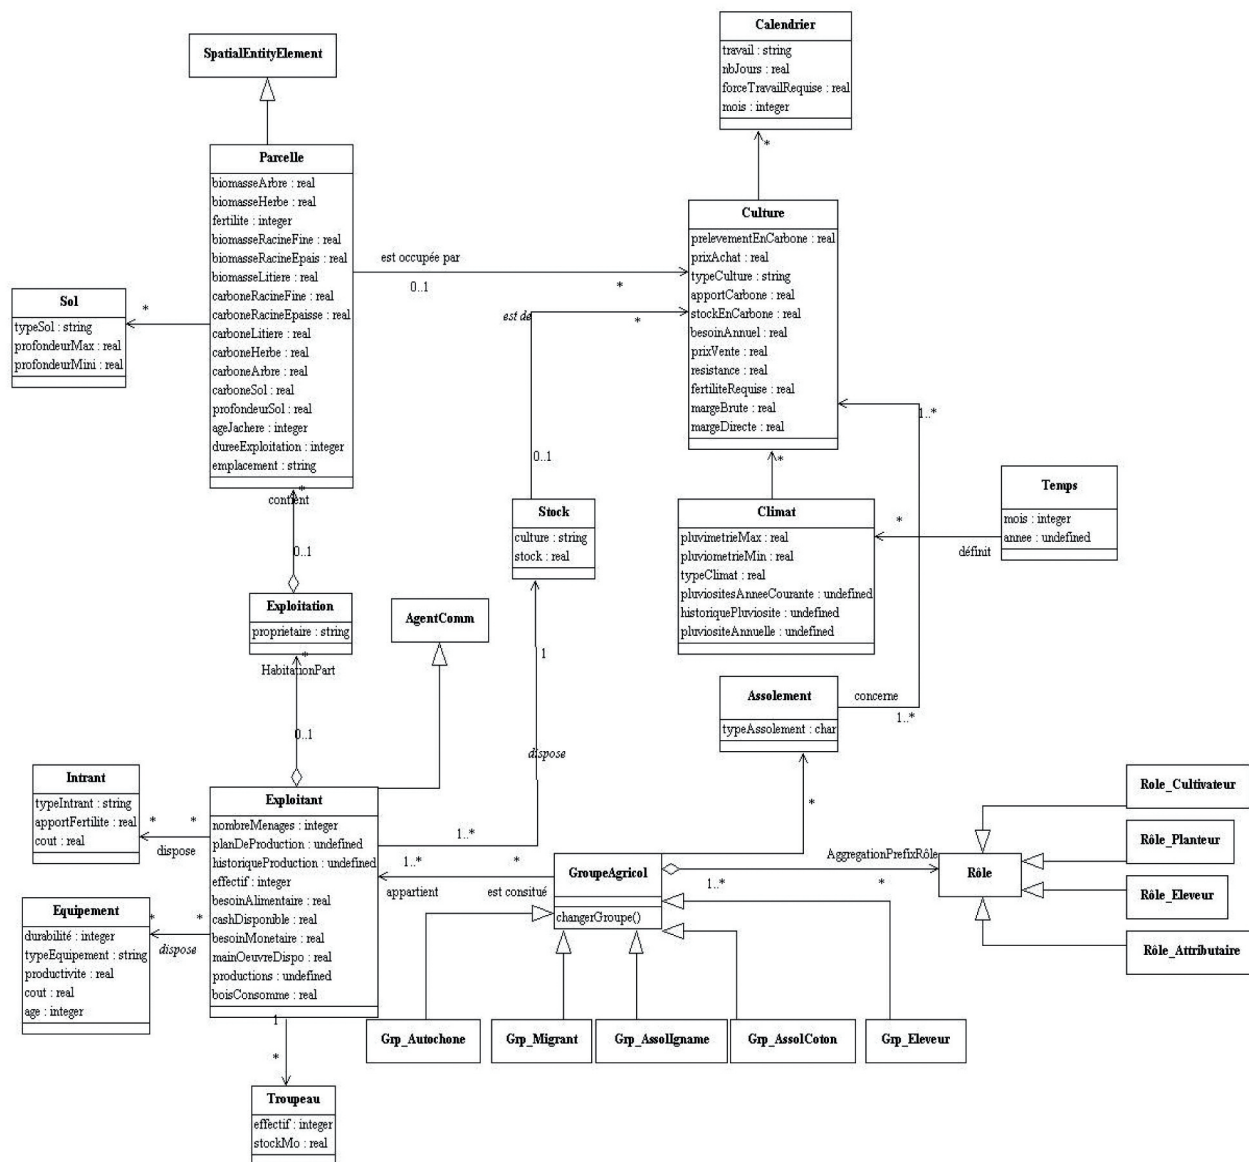 Calendrier
travail : string
nbJours : real
forceTravailRequise : real
mois : integer
*
SpatialEntityElement
Parcelle
biomasseArbre : real
biomasseHerbe : real
fertilite : integer
biomasseRacineFine : real
biomasseRacineEpais : real
biomasseLitiere : real
carboneRacineFine : real
carboneRacineEpaisse : real
carboneLitiere : real
carboneHerbe : real
carboneArbre : real
carboneSol : real
profondeurSol : real
ageJachere : integer
dureeExploitation : integer
emplacement : string
est occupée par
0..1
*
Culture
prelevementEnCarbone : real
prixAchat : real
typeCulture : string
apportCarbone : real
stockEnCarbone : real
besoinAnnuel : real
prixVente : real
resistance : real
fertiliteRequise : real
margeBrute : real
margeDirecte : real
Sol
typeSol : string
profondeurMax : real
profondeurMini : real
*
est de
*
0..1
1..*
*
Stock
culture : string
stock : real
Climat
pluvimetrieMax : real
pluviometrieMin : real
typeClimat : real
pluviositesAnneeCourante : undefined
historiquePluviosite : undefined
pluviositeAnnuelle : undefined
*
définit
Temps
mois : integer
annee : undefined
*
contient
0..1
Exploitation
proprietaire : string
*
HabitationPart
0..1
AgentComm
1
dispose
1..*
Assolement
typeAssolement : char
concerne
1..*
*
Intrant
typeIntrant : string
apportFertilite : real
cout : real
*
*
dispose
Exploitant
nombreMenages : integer
planDeProduction : undefined
historiqueProduction : undefined
effectif : integer
besoinAlimentaire : real
cashDisponible : real
besoinMonetaire : real
mainOeuvreDispo : real
productions : undefined
boisConsomme : real
1
Equipement
durabilité : integer
typeEquipement : string
productivite : real
cout : real
age : integer
*
*
dispose
1..*
*
appartient
est consitué
GroupeAgricol
changerGroupe()
AggregationPrefixRôle
1..*
*
Rôle
Role_Cultivateur
Rôle_Planteur
Rôle_Eleveur
Rôle_Attributaire
Grp_Autochone
Grp_Migrant
Grp_AssolIgname
Grp_AssolCoton
Grp_Eleveur
*
Troupeau
effectif : integer
stockMo : real